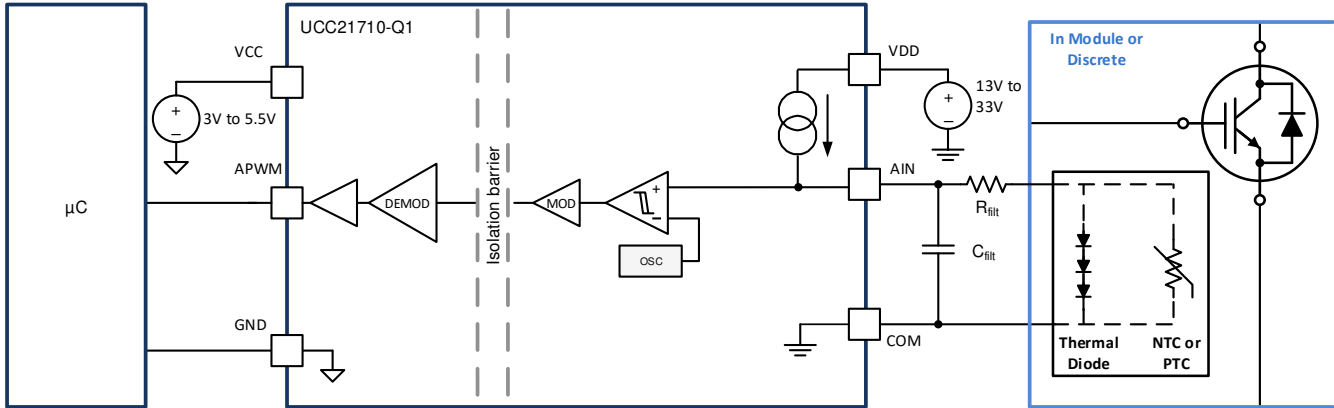 UCC21710-Q1
In Module or
Discrete
VCC
VDD
13V to
33V
+
−
3V to 5.5V
+
−
Isolation barrier
APWM
AIN
µC
DEMOD
MOD
+
−
Rfilt
OSC
Cfilt
GND
COM
Thermal
Diode
NTC or
PTC